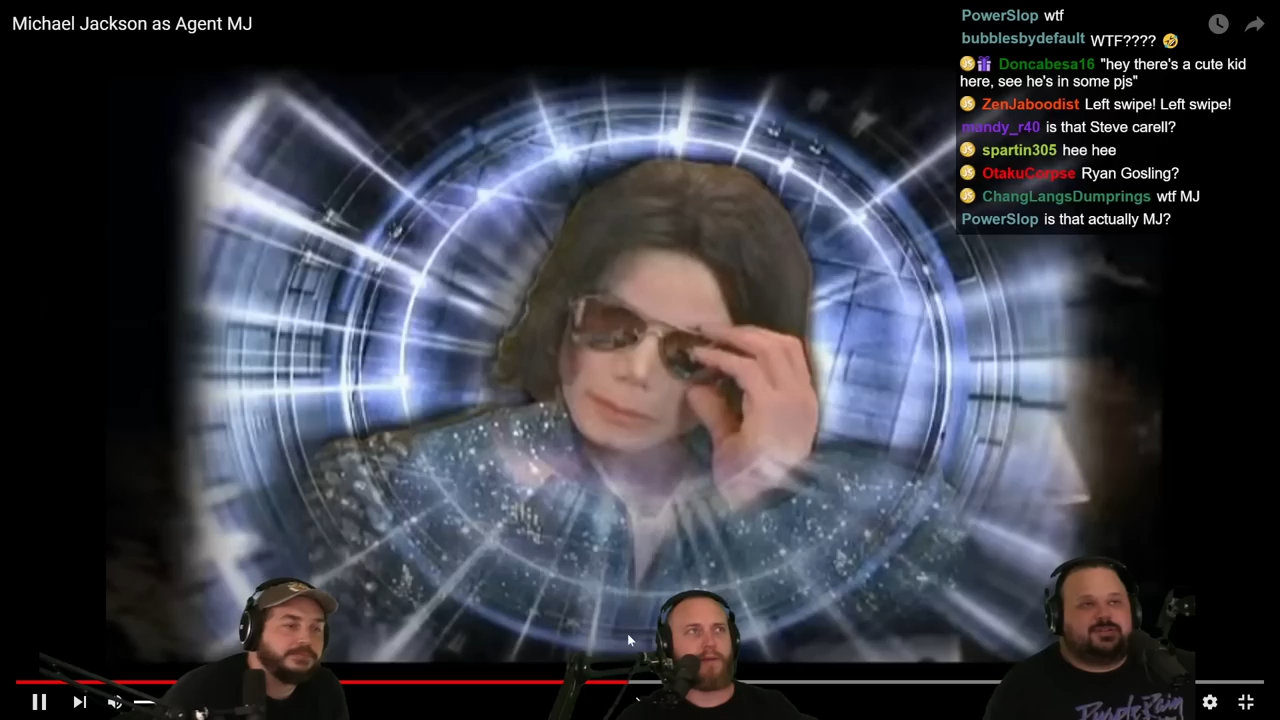 Michael Jackson as Agent MJ
PowerSlop wtf
bubblesbydefault WTF???? 🤣
Doncabesa16 "hey there's a cute kid
here, see he's in some pjs"
ZenJaboodist Left swipe! Left swipe!
mandy_r40 is that Steve carell?
spartin305 hee hee
OtakuCorpse Ryan Gosling?
ChangLangsDumprings wtf MJ
PowerSlop is that actually MJ?
Purple Rain